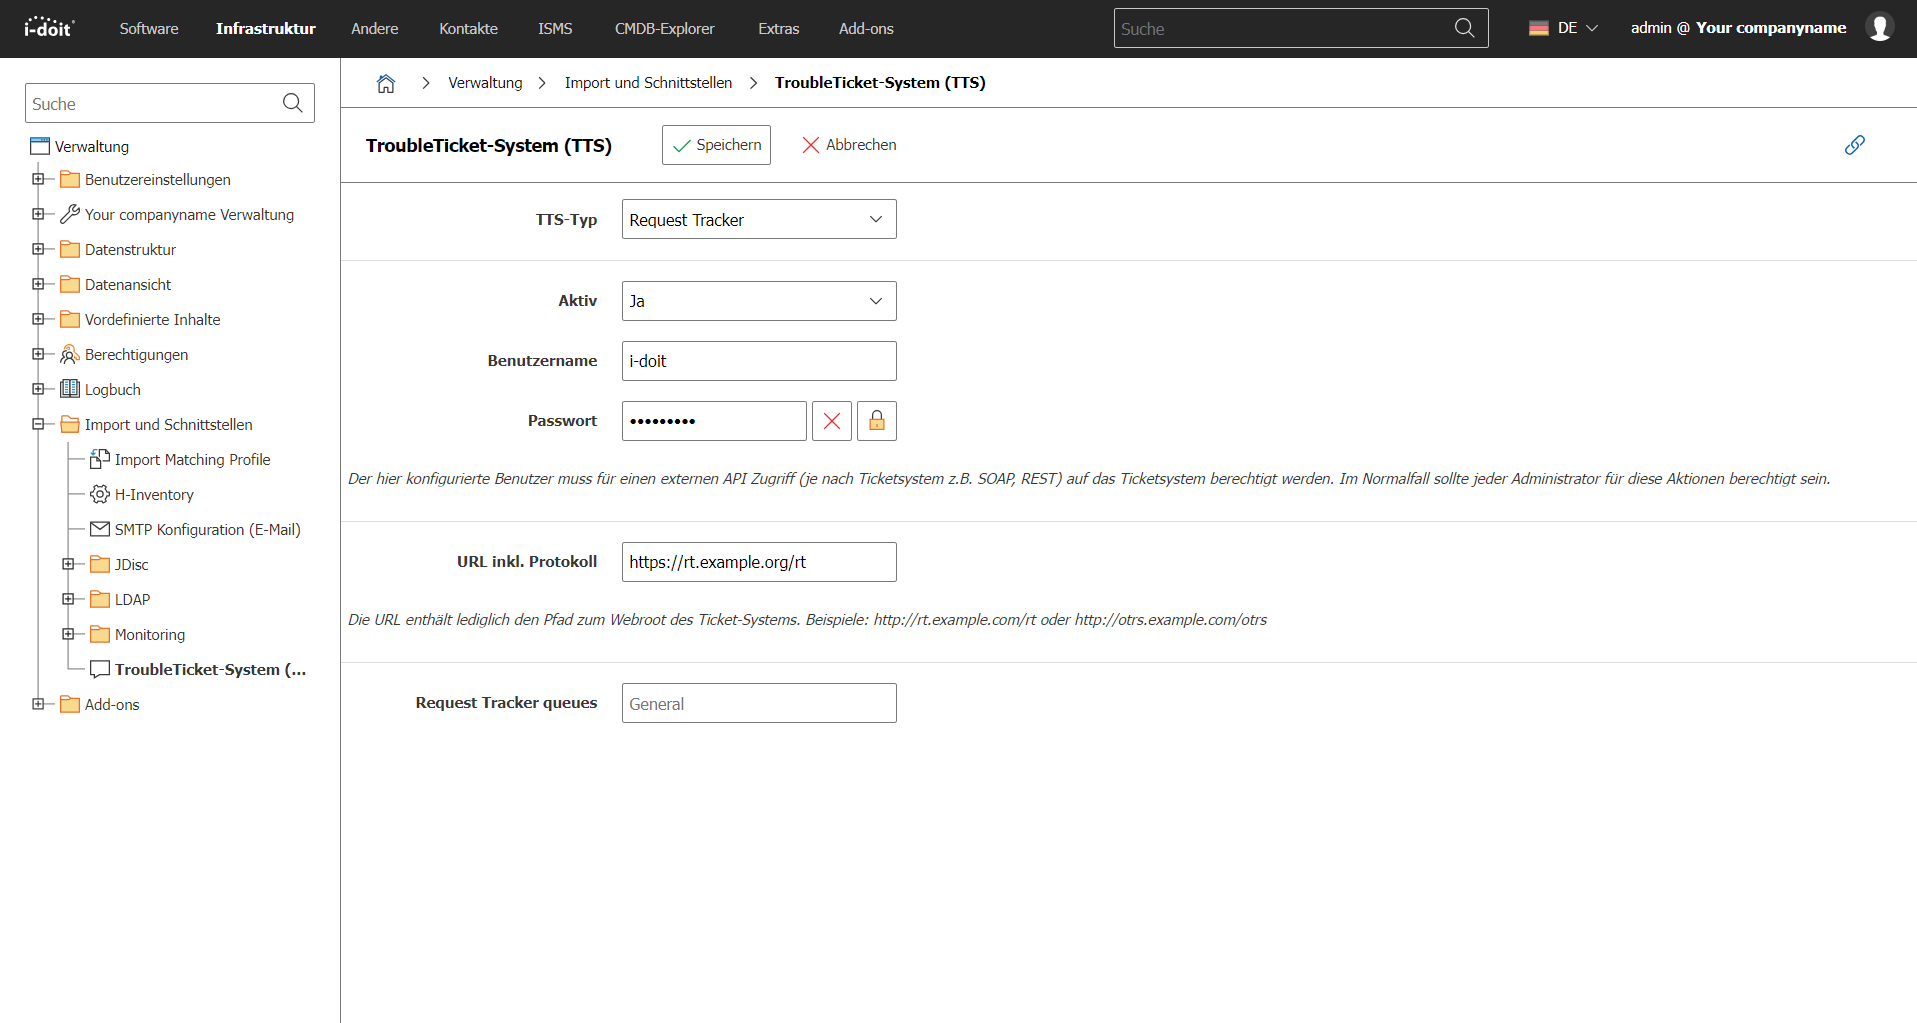 i-doit
Software
Infrastruktur
Andere
Kontakte
ISMS
CMDB-Explorer
Extras
Add-ons
Suche
DE
admin @ Your companyname
Suche
Verwaltung
Benutzereinstellungen
Your companyname Verwaltung
Datenstruktur
Datenansicht
Vordefinierte Inhalte
Berechtigungen
Logbuch
Import und Schnittstellen
Import Matching Profile
H-Inventory
SMTP Konfiguration (E-Mail)
JDisc
LDAP
Monitoring
TroubleTicket-System (...
Add-ons
Verwaltung
Import und Schnittstellen
TroubleTicket-System (TTS)
TroubleTicket-System (TTS)
Speichern
Abbrechen
TTS-Typ
Request Tracker
Aktiv
Ja
Benutzername
i-doit
Passwort
•••••••••
Der hier konfigurierte Benutzer muss für einen externen API Zugriff (je nach Ticketsystem z.B. SOAP, REST) auf das Ticketsystem berechtigt werden. Im Normalfall sollte jeder Administrator für diese Aktionen berechtigt sein.
URL inkl. Protokoll
https://rt.example.org/rt
Die URL enthält lediglich den Pfad zum Webroot des Ticket-Systems. Beispiele: http://rt.example.com/rt oder http://otrs.example.com/otrs
Request Tracker queues
General